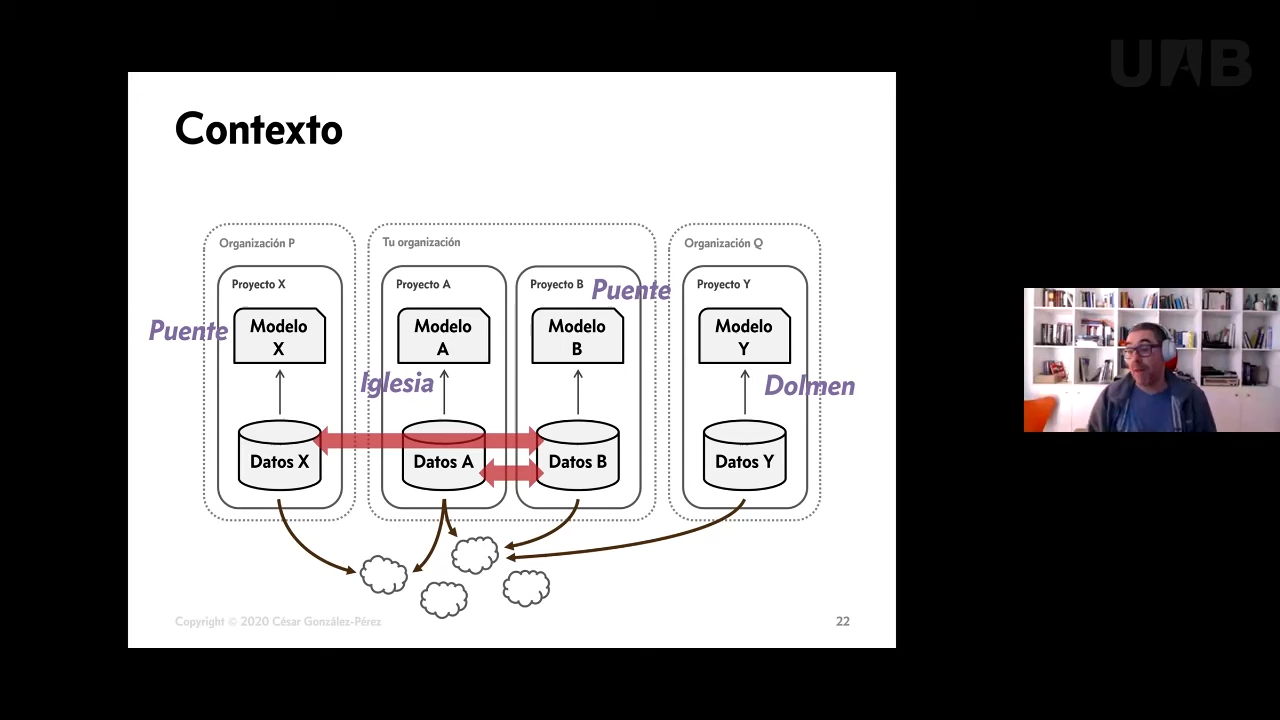 UAB
Contexto
Organización P
Tu organización
Organización Q
Proyecto X
Proyecto A
Proyecto B
Puente
Proyecto Y
Puente
Modelo
X
Modelo
A
Modelo
B
Modelo
Y
Iglesia
Dolmen
Datos X
Datos A
Datos B
Datos Y
Copyright © 2020 César González-Pérez
22